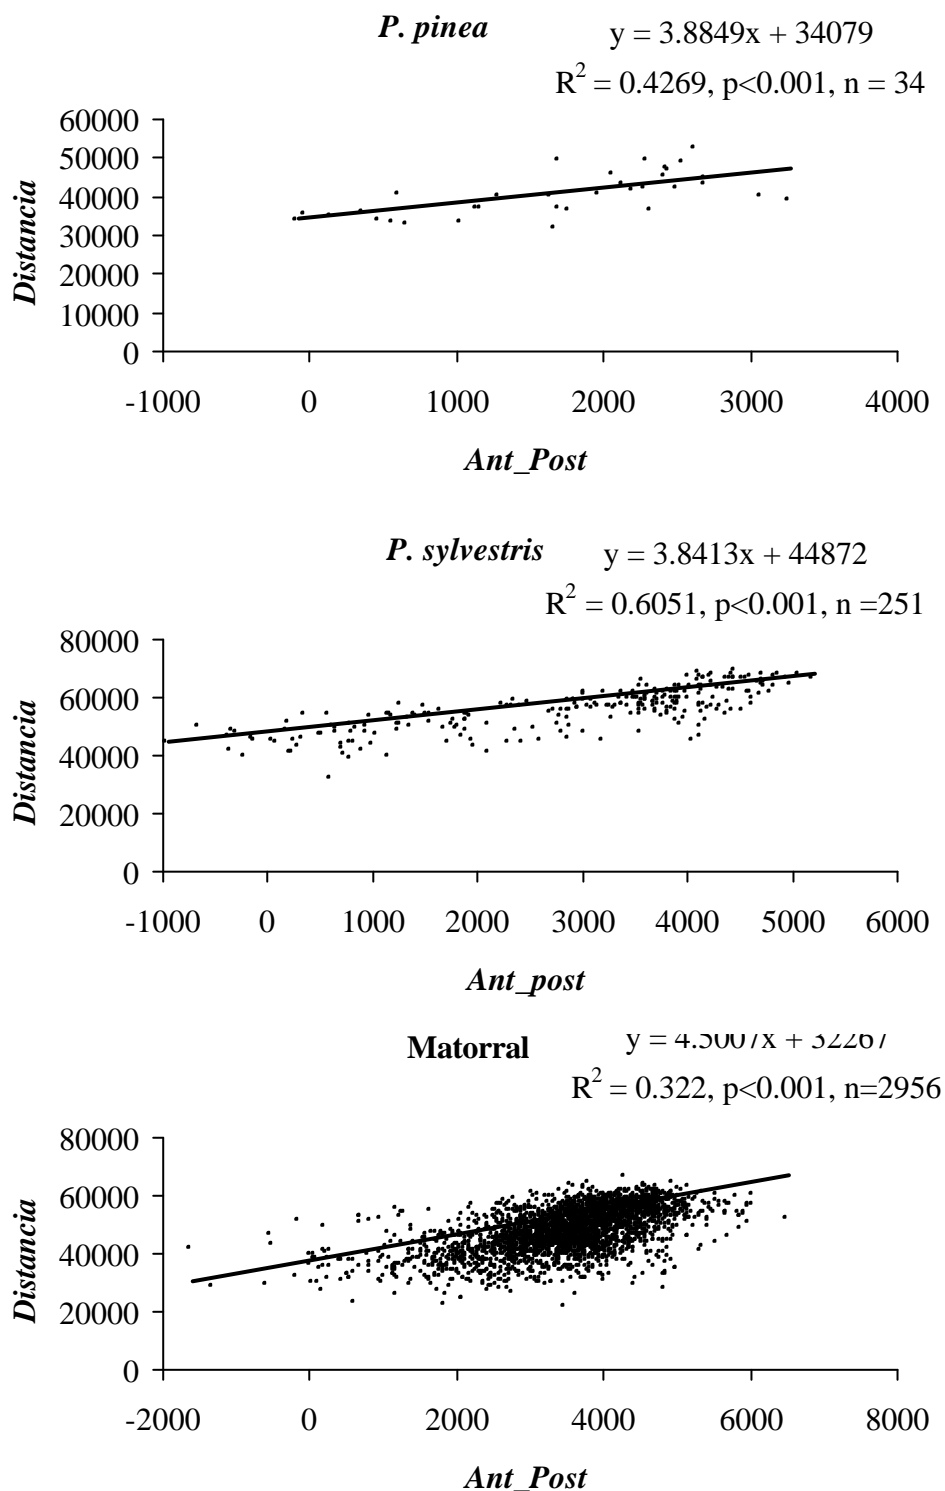 P. pinea
y = 3.8849x + 34079
R² = 0.4269, p<0.001, n = 34
60000
50000
40000
30000
20000
10000
0
Distancia
-1000 0 1000 2000 3000 4000
Ant_Post
P. sylvestris
y = 3.8413x + 44872
R² = 0.6051, p<0.001, n =251
80000
60000
40000
20000
0
Distancia
-1000 0 1000 2000 3000 4000 5000 6000
Ant_post
Matorral
y = 4.5007x + 32267
R² = 0.322, p<0.001, n=2956
80000
60000
40000
20000
0
Distancia
-2000 0 2000 4000 6000 8000
Ant_Post